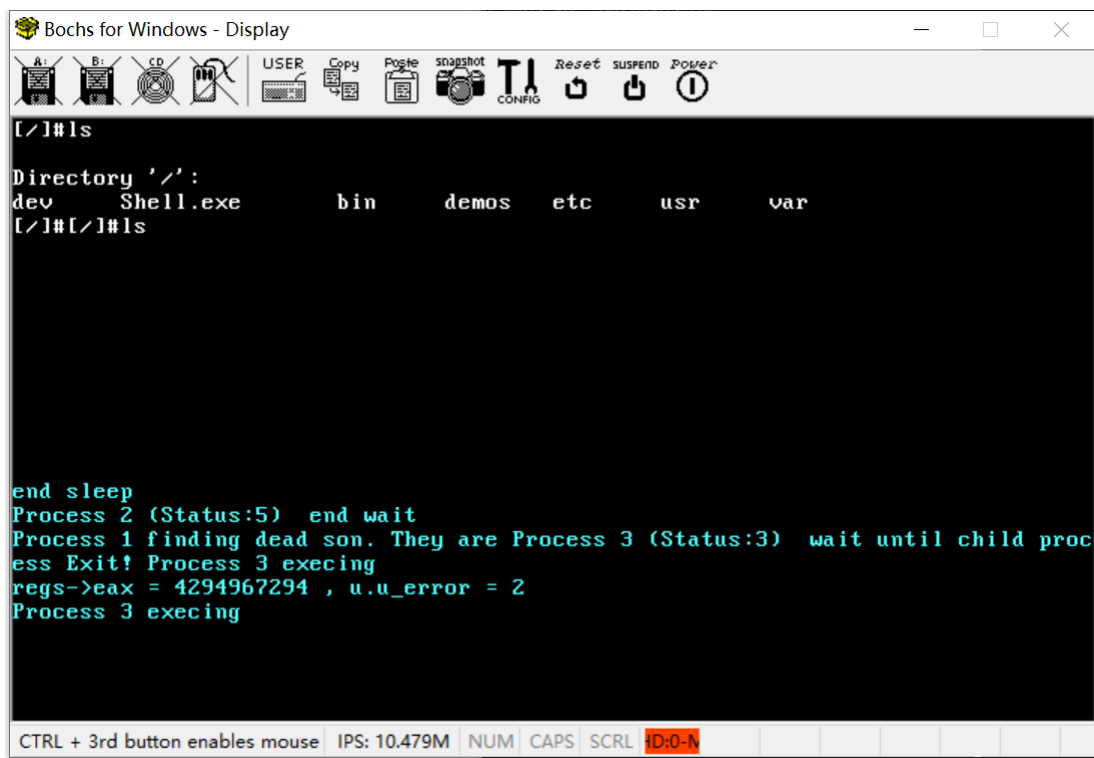 Bochs for Windows - Display
A: B: CD USER Copy Paste snapshot CONFIG Reset SUSPEND Power
[/]#ls
Directory '/':
dev Shell.exe bin demos etc usr var
[/]#[/]#ls
end sleep
Process 2 (Status:5) end wait
Process 1 finding dead son. They are Process 3 (Status:3) wait until child proc
ess Exit! Process 3 execing
regs->eax = 4294967294 , u.u_error = 2
Process 3 execing
CTRL + 3rd button enables mouse IPS: 10.479M NUM CAPS SCRL HD:0-M